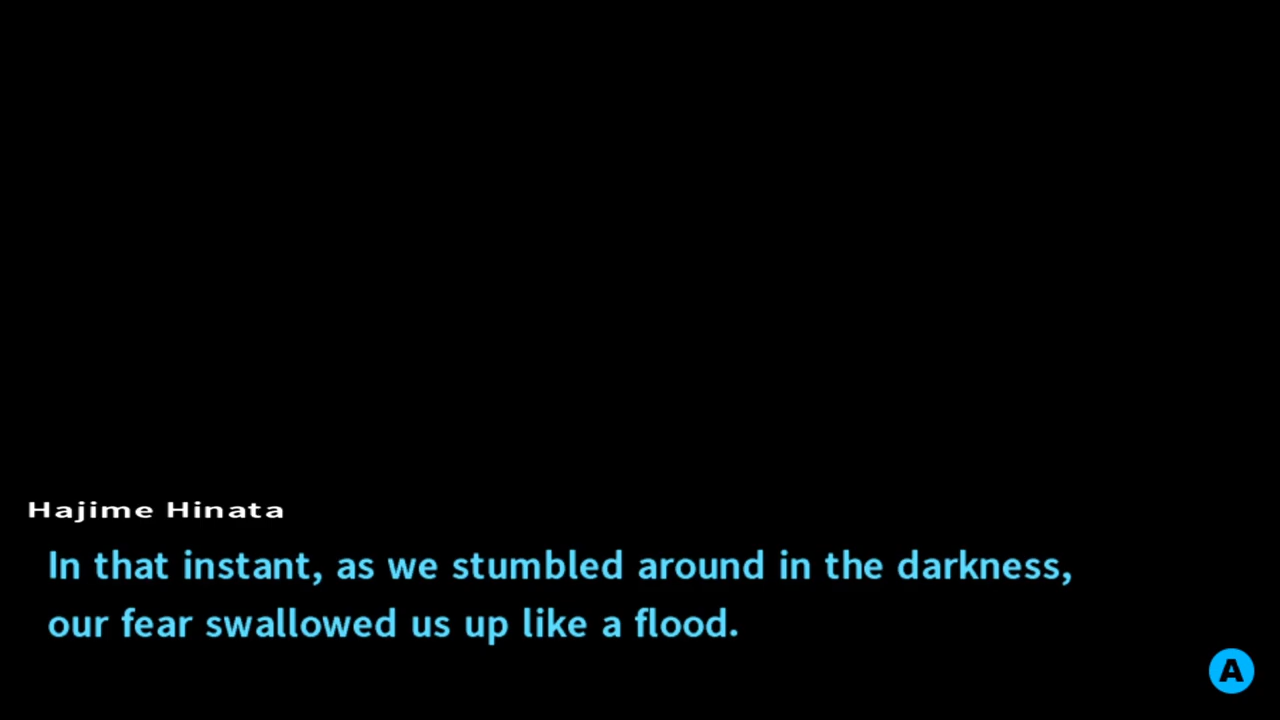 Hajime Hinata
In that instant, as we stumbled around in the darkness,
our fear swallowed us up like a flood.
A